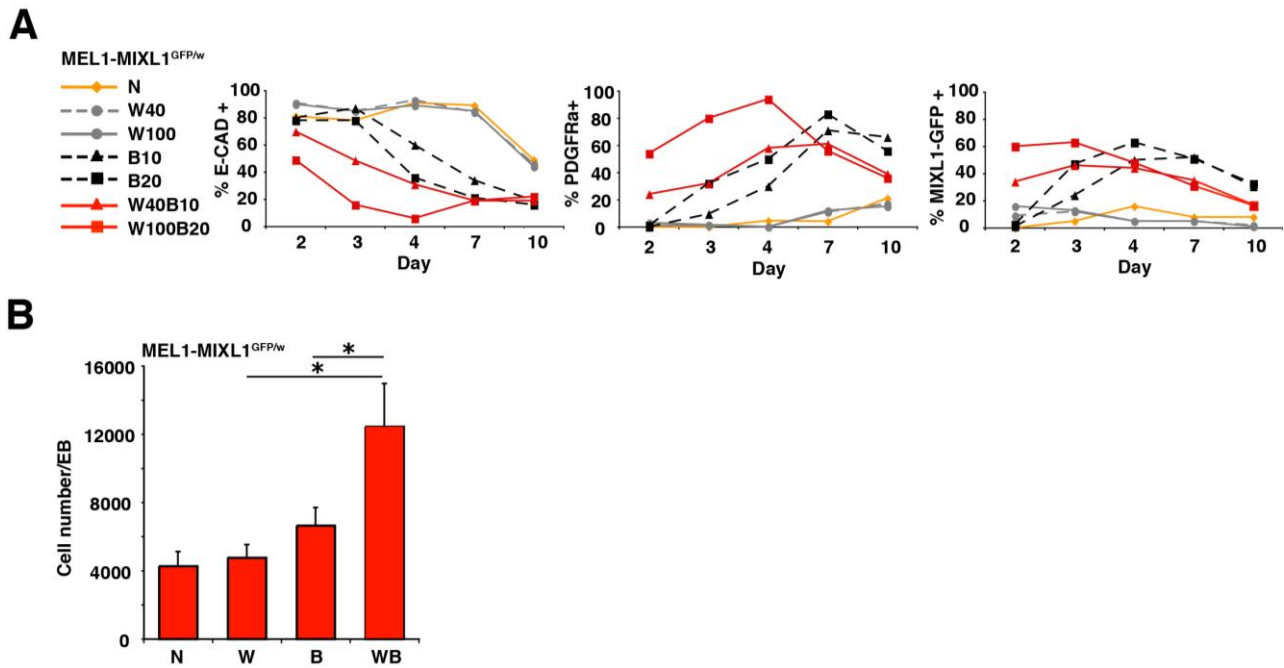 A
MEL1-MIXL1GFP/w
N
W40
W100
B10
B20
W40B10
W100B20
% E-CAD +
100
80
60
40
20
0
2 3 4 7 10
Day
% PDGFRa+
100
80
60
40
20
0
2 3 4 7 10
Day
% MIXL1-GFP +
100
80
60
40
20
0
2 3 4 7 10
Day
B
MEL1-MIXL1GFP/w
Cell number/EB
16000
12000
8000
4000
0
*
*
N W B WB